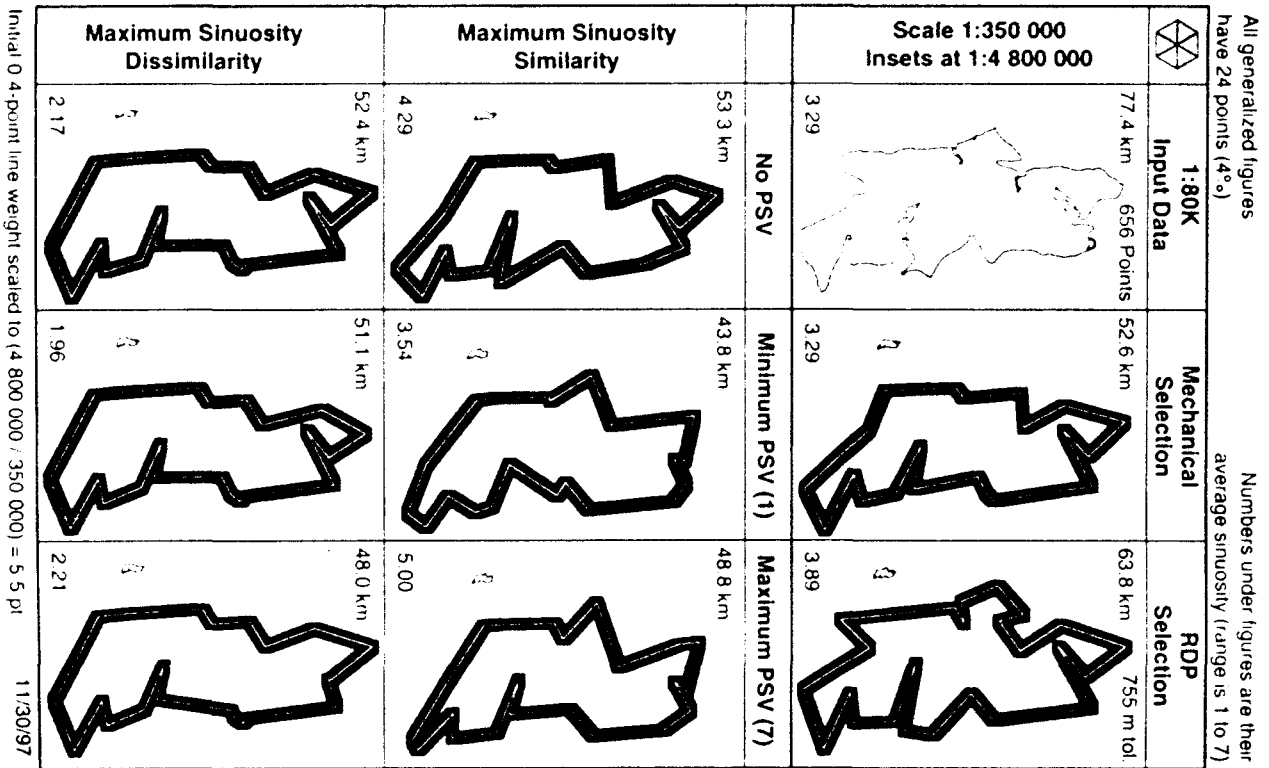 All generalized figures
have 24 points (4%)
Numbers under figures are their
average sinuosity (range is 1 to 7)
1:80K
Input Data
Mechanical
Selection
RDP
Selection
Scale 1:350 000
Insets at 1:4 800 000
77.4 km 656 Points
3.29
52.6 km
3.29
63.8 km 755 m tol.
3.89
No PSV
Minimum PSV (1)
Maximum PSV (7)
Maximum Sinuosity
Similarity
53.3 km
4.29
43.8 km
3.54
48.8 km
5.00
Maximum Sinuosity
Dissimilarity
52.4 km
2.17
51.1 km
1.96
48.0 km
2.21
Initial 0.4-point line weight scaled to (4 800 000 / 350 000) = 5.5 pt
11/30/97